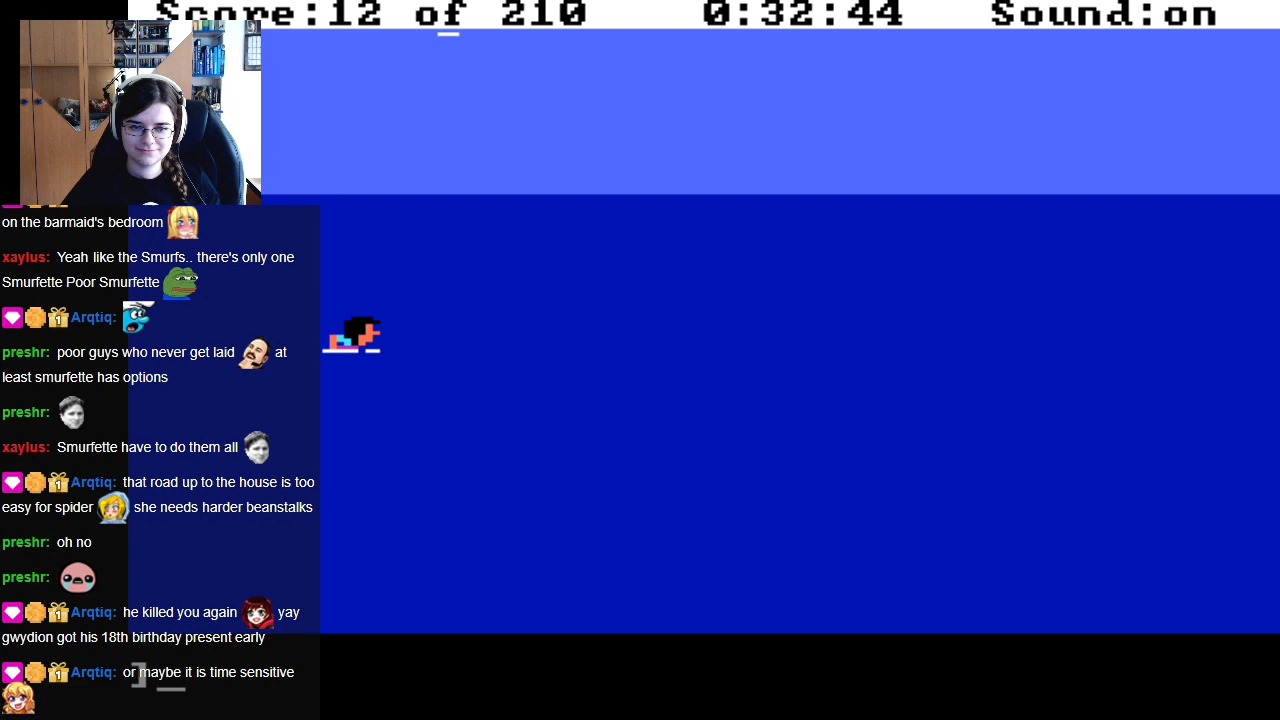 Score:12 of 210 0:32:44 Sound:on
on the barmaid's bedroom
xaylus: Yeah like the Smurfs.. there's only one
Smurfette Poor Smurfette
1 Arqtiq:
preshr: poor guys who never get laid at
least smurfette has options
preshr:
xaylus: Smurfette have to do them all
1 Arqtiq: that road up to the house is too
easy for spider she needs harder beanstalks
preshr: oh no
preshr:
1 Arqtiq: he killed you again yay
gwydion got his 18th birthday present early
1 Arqtiq: or maybe it is time sensitive
]_